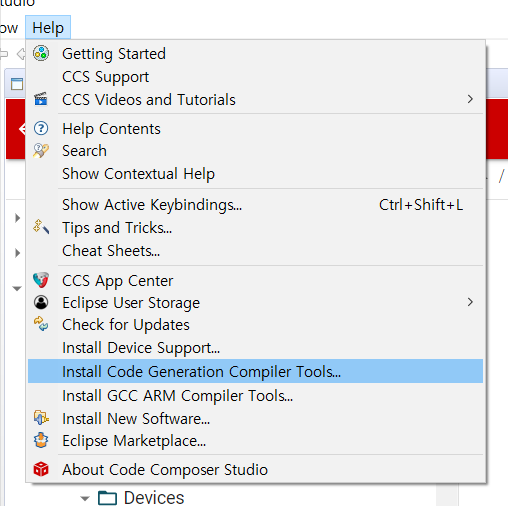 tudio
ow Help
Getting Started
CCS Support
CCS Videos and Tutorials
Help Contents
Search
Show Contextual Help
Show Active Keybindings... Ctrl+Shift+L
Tips and Tricks...
Cheat Sheets...
CCS App Center
Eclipse User Storage
Check for Updates
Install Device Support...
Install Code Generation Compiler Tools...
Install GCC ARM Compiler Tools...
Install New Software...
Eclipse Marketplace...
About Code Composer Studio
Devices